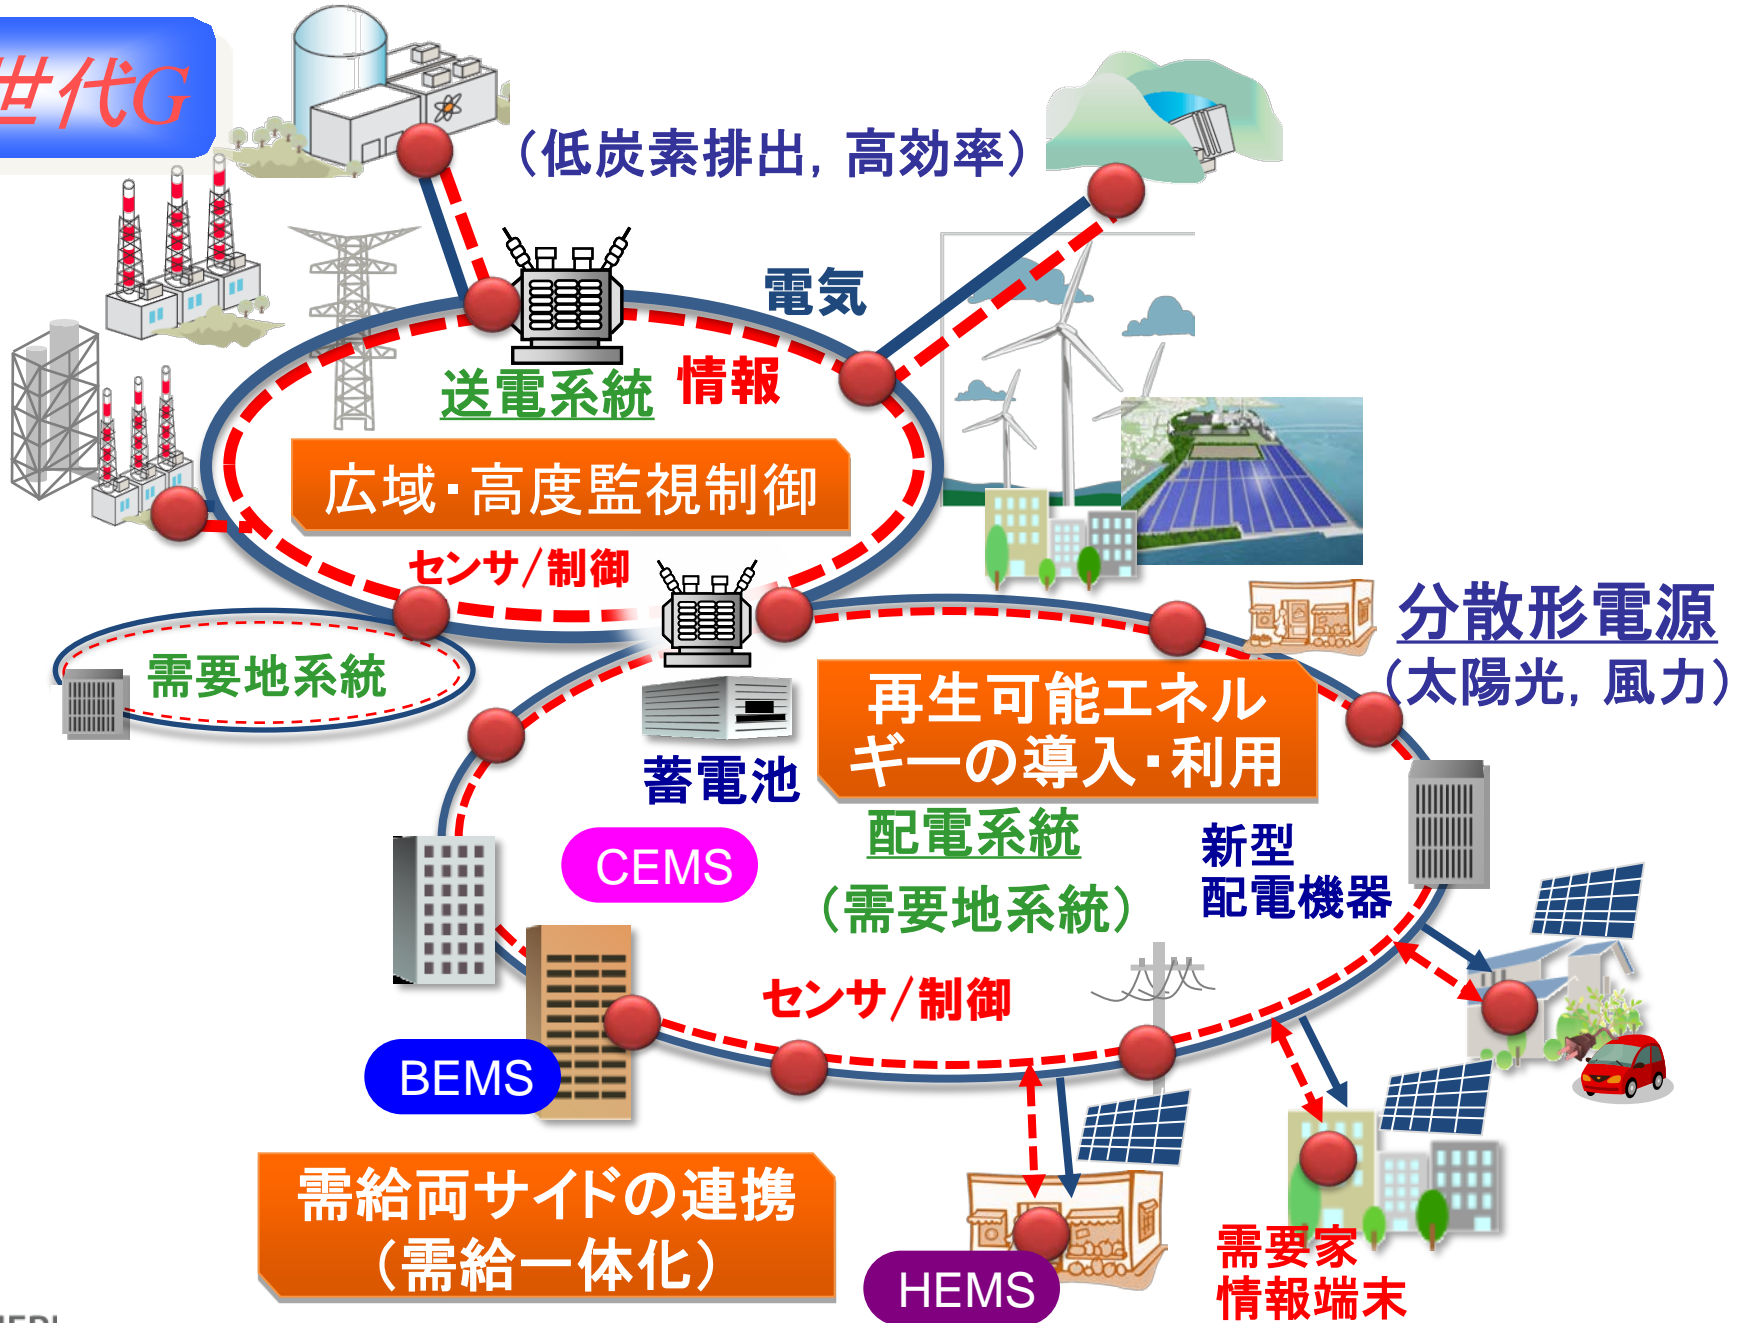 世代G
（低炭素排出，高効率）
電気
送電系統
情報
広域・高度監視制御
センサ/制御
需要地系統
分散形電源
（太陽光，風力）
再生可能エネル
ギーの導入・利用
蓄電池
配電系統
（需要地系統）
CEMS
新型
配電機器
センサ/制御
BEMS
需給両サイドの連携
（需給一体化）
HEMS
需要家
情報端末